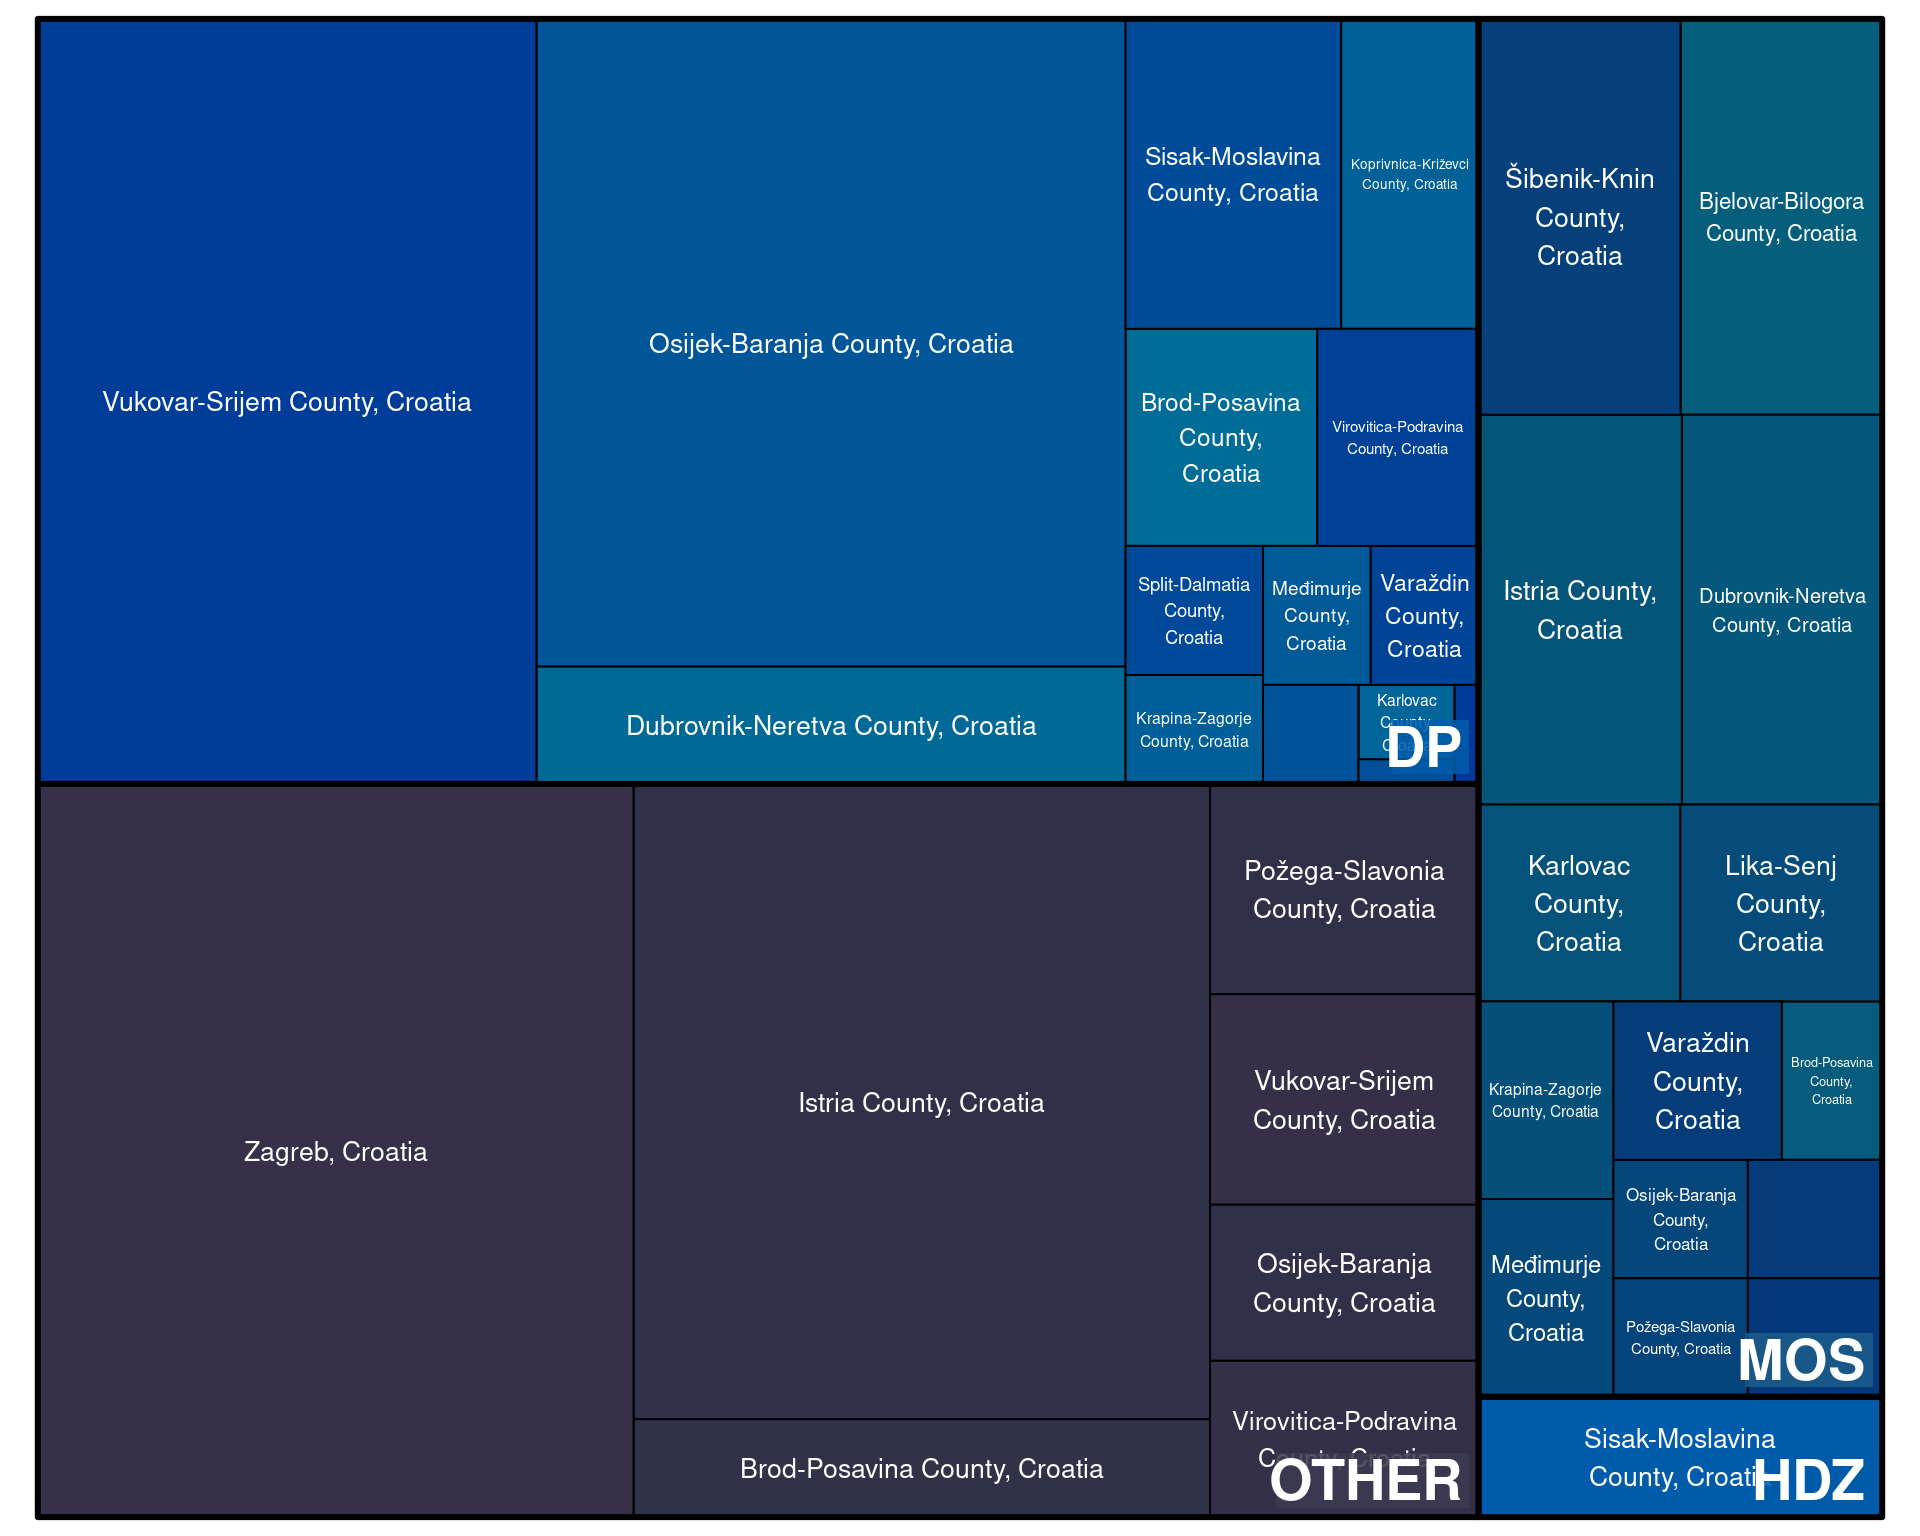 Vukovar-Srijem County, Croatia
Osijek-Baranja County, Croatia
Dubrovnik-Neretva County, Croatia
Sisak-Moslavina
County, Croatia
Koprivnica-Križevci
County, Croatia
Brod-Posavina
County,
Croatia
Virovitica-Podravina
County, Croatia
Split-Dalmatia
County,
Croatia
Međimurje
County,
Croatia
Varaždin
County,
Croatia
Krapina-Zagorje
County, Croatia
Karlovac
County
DP
Zagreb, Croatia
Istria County, Croatia
Brod-Posavina County, Croatia
Požega-Slavonia
County, Croatia
Vukovar-Srijem
County, Croatia
Osijek-Baranja
County, Croatia
Virovitica-Podravina
County, Croatia
OTHER
Šibenik-Knin
County,
Croatia
Bjelovar-Bilogora
County, Croatia
Istria County,
Croatia
Dubrovnik-Neretva
County, Croatia
Karlovac
County,
Croatia
Lika-Senj
County,
Croatia
Krapina-Zagorje
County, Croatia
Varaždin
County,
Croatia
Brod-Posavina
County,
Croatia
Međimurje
County,
Croatia
Osijek-Baranja
County,
Croatia
Požega-Slavonia
County, Croatia
MOS
Sisak-Moslavina
County, Croatia
HDZ